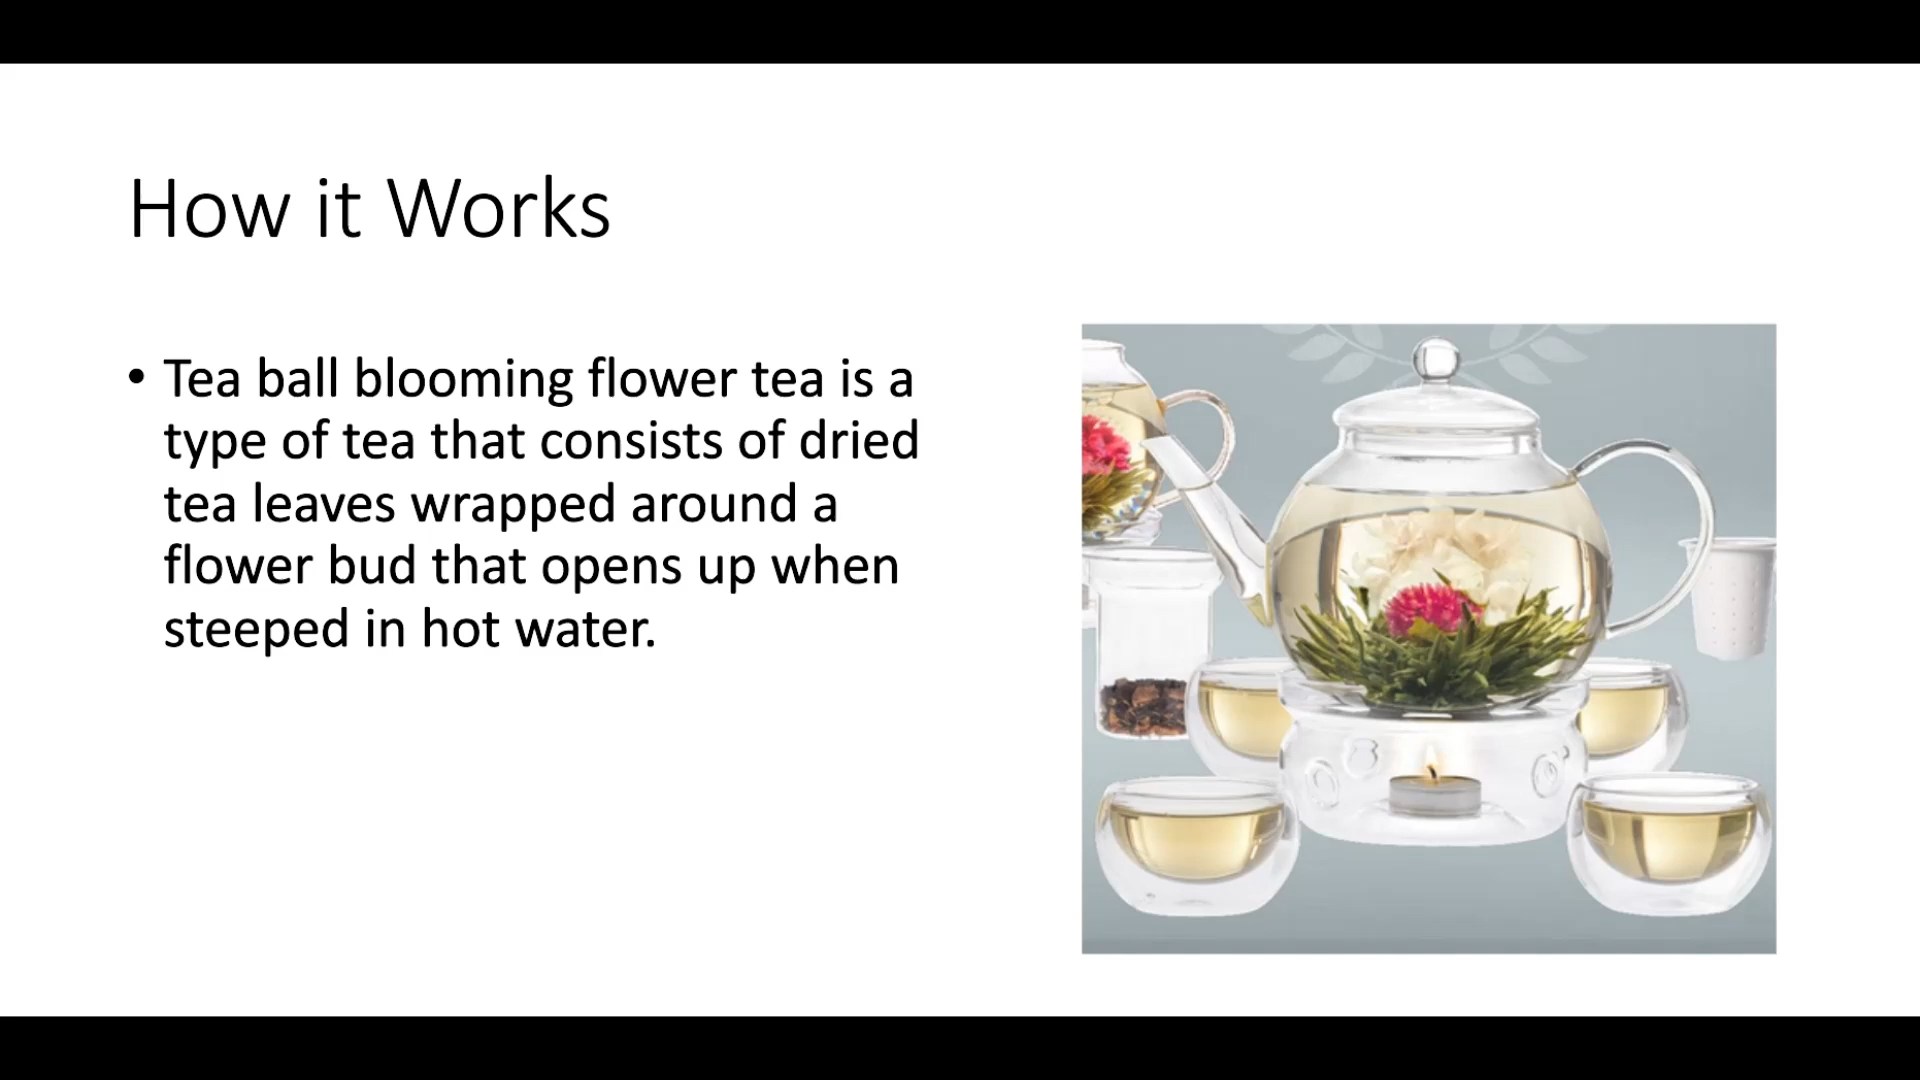 How it Works
• Tea ball blooming flower tea is a
type of tea that consists of dried
tea leaves wrapped around a
flower bud that opens up when
steeped in hot water.